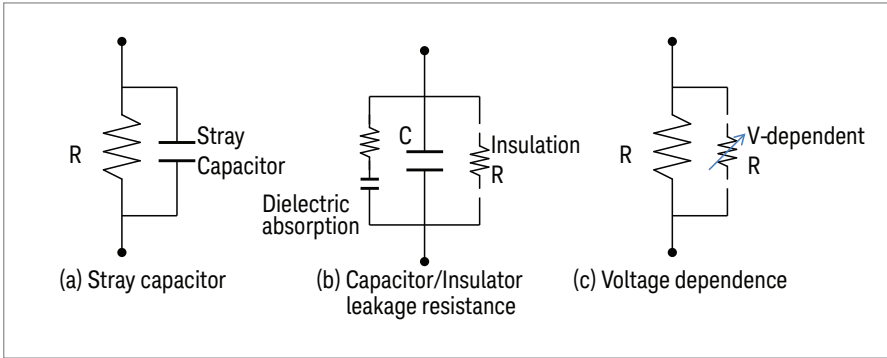 R
Stray
Capacitor
(a) Stray capacitor
C
Insulation
R
Dielectric
absorption
(b) Capacitor/Insulator
leakage resistance
R
V-dependent
R
(c) Voltage dependence